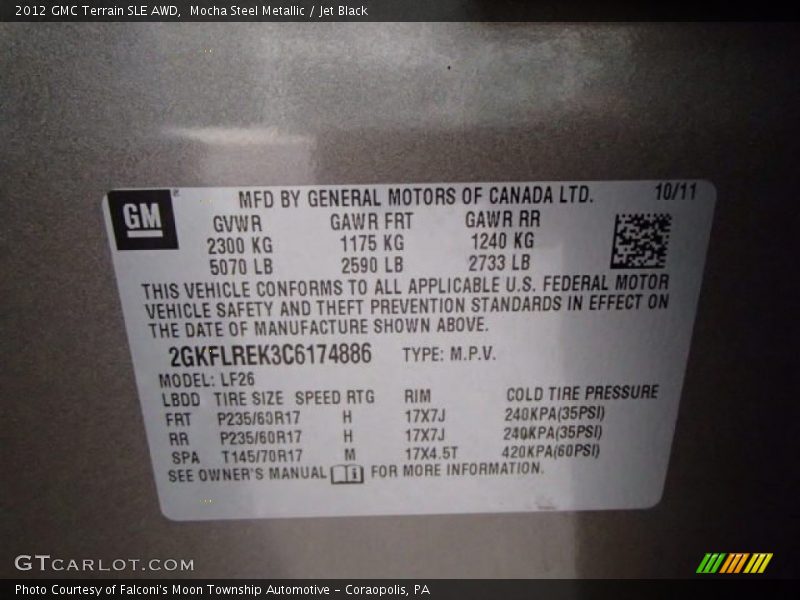 2012 GMC Terrain SLE AWD,  Mocha Steel Metallic / Jet Black
GM
MFD BY GENERAL MOTORS OF CANADA LTD. 10/11
GVWR GAWR FRT GAWR RR
2300 KG 1175 KG 1240 KG
5070 LB 2590 LB 2733 LB
THIS VEHICLE CONFORMS TO ALL APPLICABLE U.S. FEDERAL MOTOR
VEHICLE SAFETY AND THEFT PREVENTION STANDARDS IN EFFECT ON
THE DATE OF MANUFACTURE SHOWN ABOVE.
2GKFLREK3C6174886 TYPE: M.P.V.
MODEL: LF26
LBDD TIRE SIZE SPEED RTG RIM COLD TIRE PRESSURE
FRT P235/60R17 H 17X7J 240KPA(35PSI)
RR P235/60R17 H 17X7J 240KPA(35PSI)
SPA T145/70R17 M 17X4.5T 420KPA(60PSI)
SEE OWNER'S MANUAL i FOR MORE INFORMATION.
GTCARLOT.COM
Photo Courtesy of Falconi's Moon Township Automotive - Coraopolis, PA